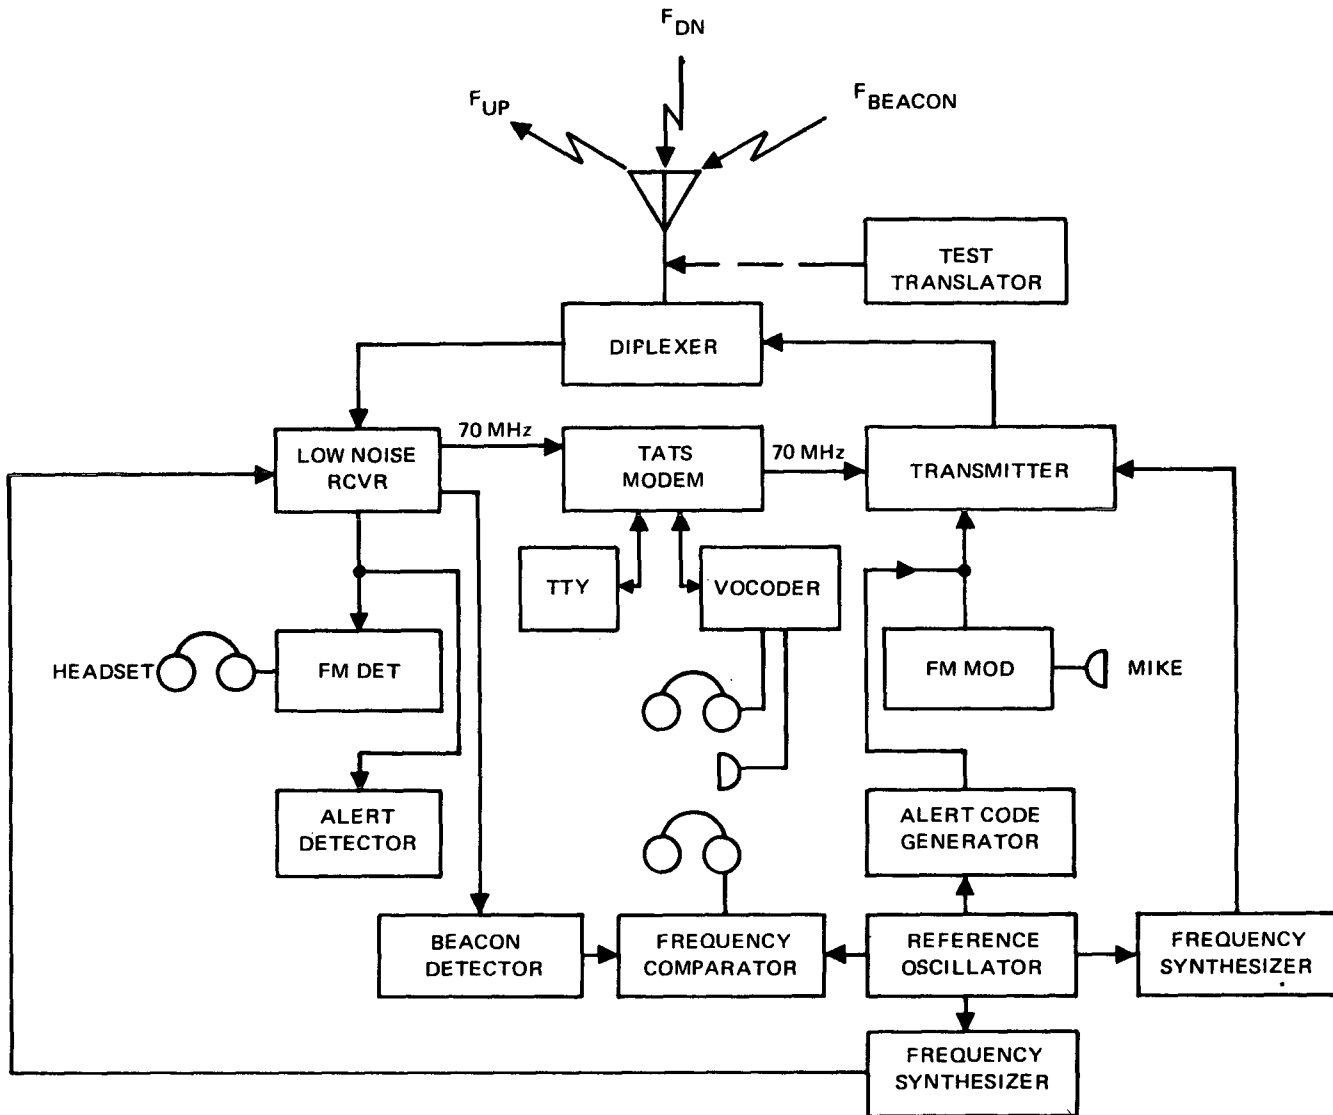 F DN
F UP
F BEACON
TEST
TRANSLATOR
DIPLEXER
LOW NOISE
RCVR
70 MHz
TATS
MODEM
70 MHz
TRANSMITTER
TTY
VOCODER
HEADSET
FM DET
FM MOD
MIKE
ALERT
DETECTOR
ALERT CODE
GENERATOR
BEACON
DETECTOR
FREQUENCY
COMPARATOR
REFERENCE
OSCILLATOR
FREQUENCY
SYNTHESIZER
FREQUENCY
SYNTHESIZER